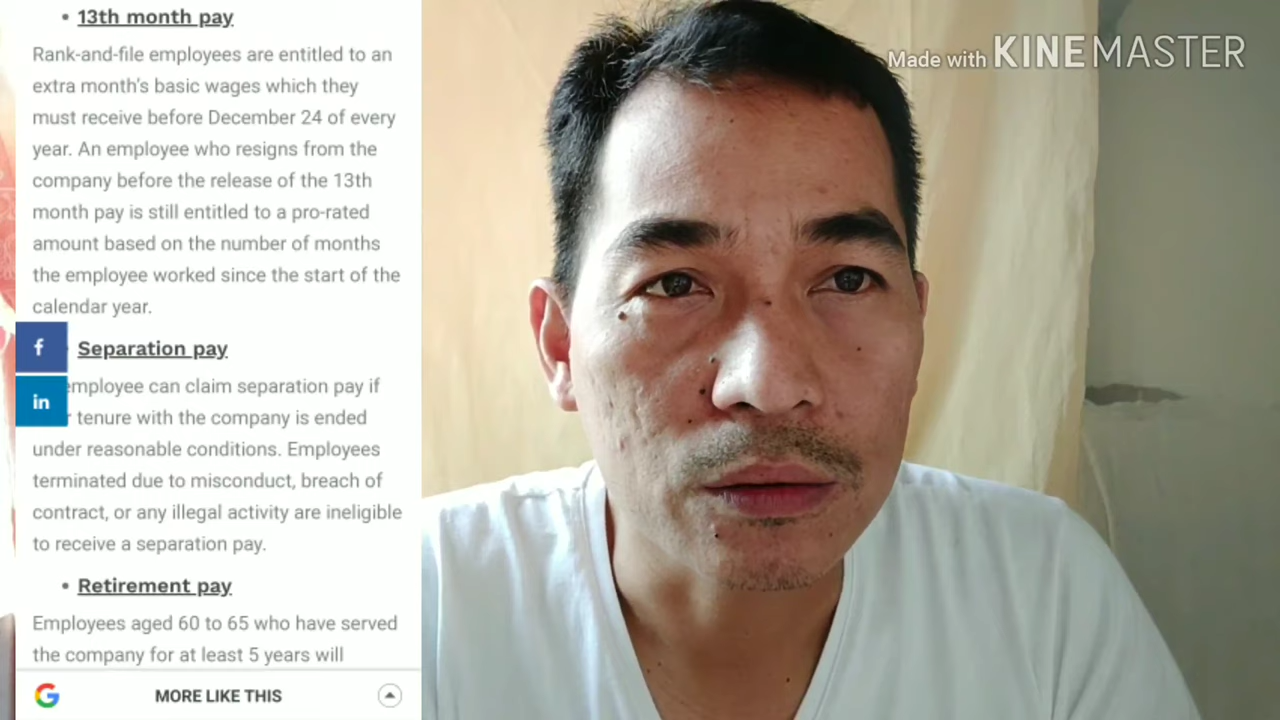 • 13th month pay
Rank-and-file employees are entitled to an
extra month's basic wages which they
must receive before December 24 of every
year. An employee who resigns from the
company before the release of the 13th
month pay is still entitled to a pro-rated
amount based on the number of months
the employee worked since the start of the
calendar year.
Separation pay
employee can claim separation pay if
tenure with the company is ended
under reasonable conditions. Employees
terminated due to misconduct, breach of
contract, or any illegal activity are ineligible
to receive a separation pay.
• Retirement pay
Employees aged 60 to 65 who have served
the company for at least 5 years will
f
in
G
MORE LIKE THIS
Made with KINEMASTER